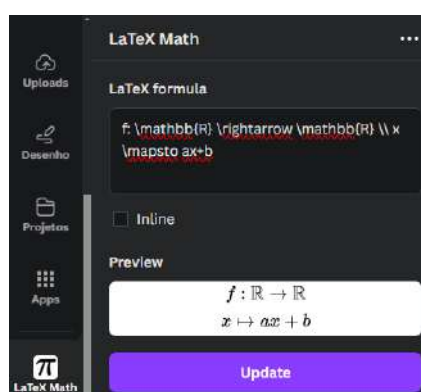 LaTeX Math
...
Uploads
LaTeX formula
f: \mathbb{R} \rightarrow \mathbb{R} \\ x
\mapsto ax+b
Desenho
Projetos
Inline
Preview
f : ℝ → ℝ
x ↦ ax + b
Apps
Update
π
LaTeX Math